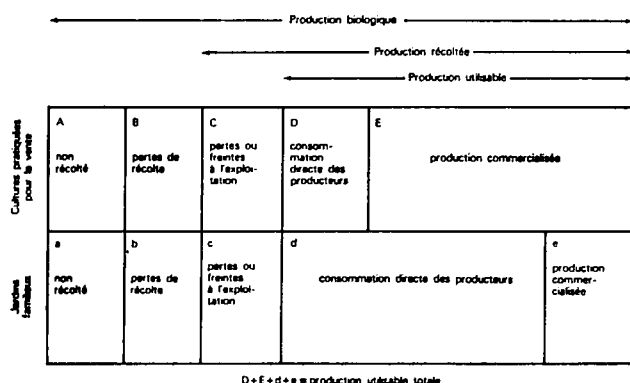 Production biologique
Production récoltée
Production utilisable
Cultures pratiquées
pour la vente
A
non
récolté
B
pertes de
récolte
C
pertes ou
freintes
à l'exploi-
tation
D
consom-
mation
directe des
producteurs
E
production commercialisée
Jardins
familiaux
a
non
récolté
b
pertes de
récolte
c
pertes ou
freintes
à l'exploi-
tation
d
consommation directe des producteurs
e
production
commer-
cialisée
D + E + d + e = production utilisable totale